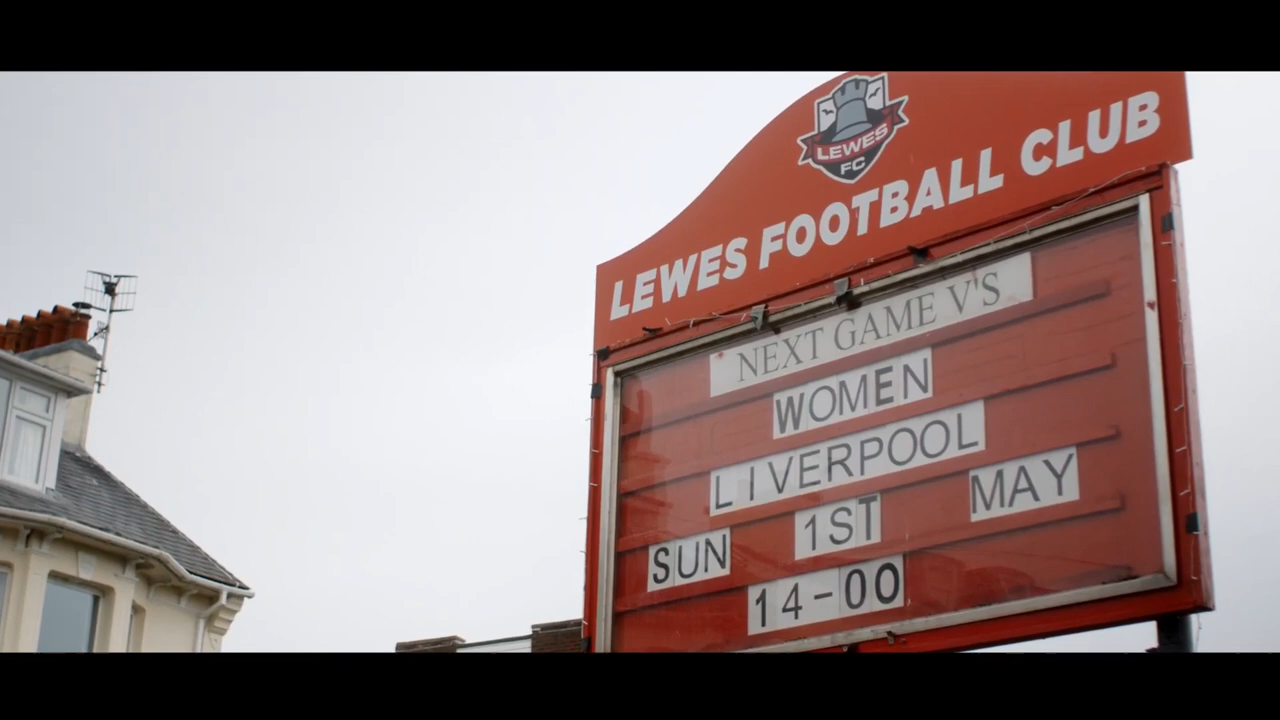 LEWES
FC
LEWES FOOTBALL CLUB
NEXT GAME V'S
WOMEN
LIVERPOOL
SUN 1ST MAY
14-00